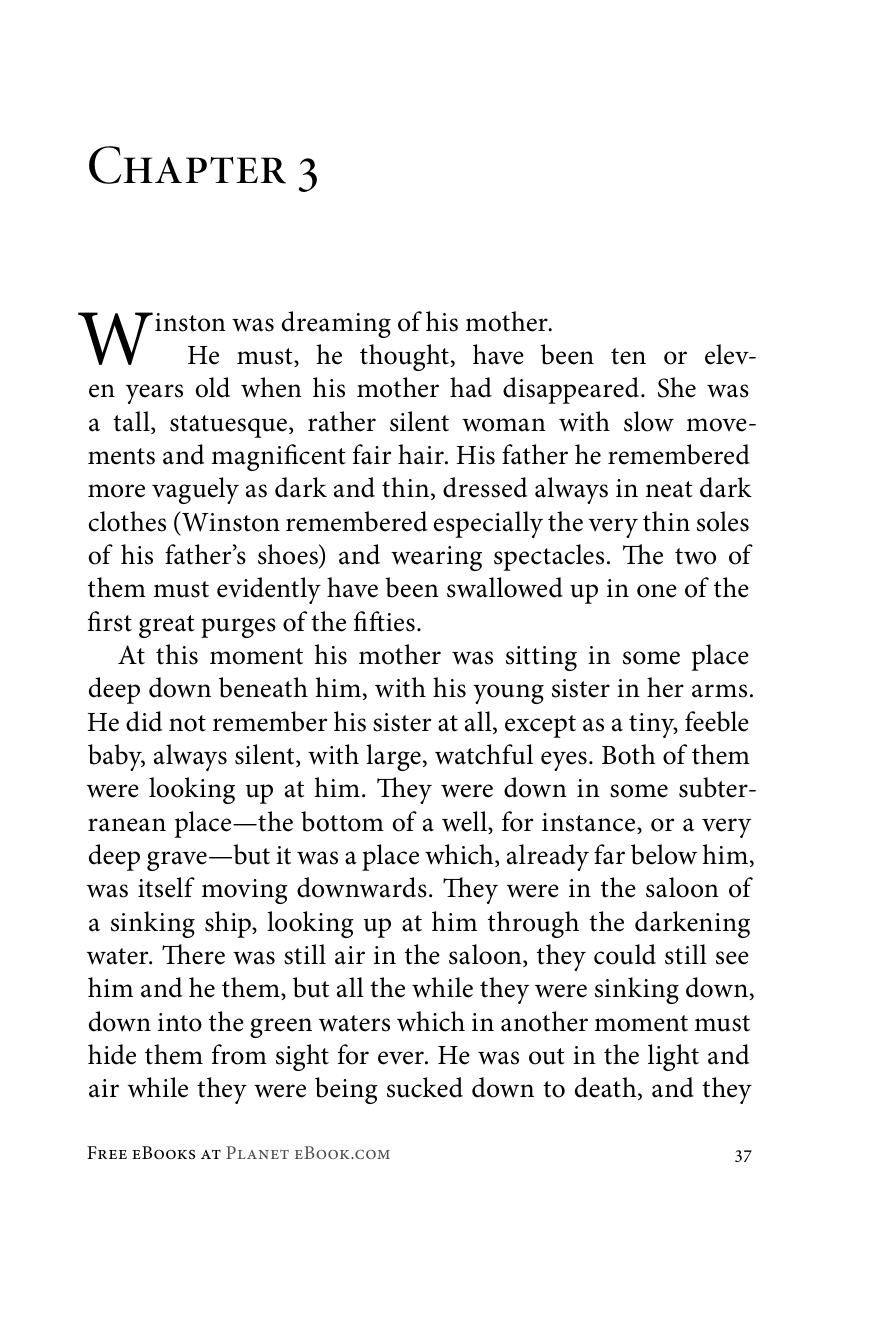 Chapter 3
Winston was dreaming of his mother.
He must, he thought, have been ten or elev-
en years old when his mother had disappeared. She was
a tall, statuesque, rather silent woman with slow move-
ments and magnificent fair hair. His father he remembered
more vaguely as dark and thin, dressed always in neat dark
clothes (Winston remembered especially the very thin soles
of his father’s shoes) and wearing spectacles. The two of
them must evidently have been swallowed up in one of the
first great purges of the fifties.
At this moment his mother was sitting in some place
deep down beneath him, with his young sister in her arms.
He did not remember his sister at all, except as a tiny, feeble
baby, always silent, with large, watchful eyes. Both of them
were looking up at him. They were down in some subter-
ranean place—the bottom of a well, for instance, or a very
deep grave—but it was a place which, already far below him,
was itself moving downwards. They were in the saloon of
a sinking ship, looking up at him through the darkening
water. There was still air in the saloon, they could still see
him and he them, but all the while they were sinking down,
down into the green waters which in another moment must
hide them from sight for ever. He was out in the light and
air while they were being sucked down to death, and they
Free eBooks at Planet eBook.com 37